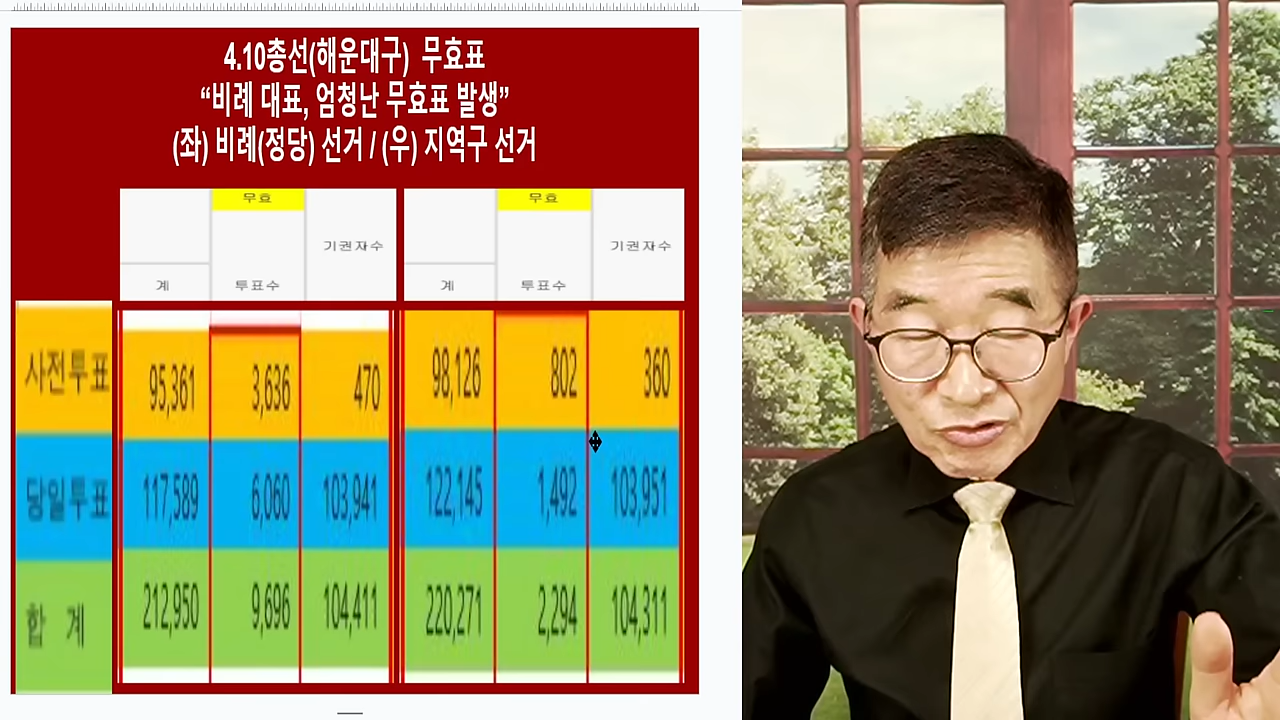 4.10총선(해운대구) 무효표
“비례 대표, 엄청난 무효표 발생”
(좌) 비례(정당) 선거 / (우) 지역구 선거
무효 무효
기권자수 기권자수
계 투표수 계 투표수
사전투표 95,361 3,636 470 98,126 802 360
당일투표 117,589 6,060 103,941 122,145 1,492 103,951
합 계 212,950 9,696 104,411 220,271 2,294 104,311